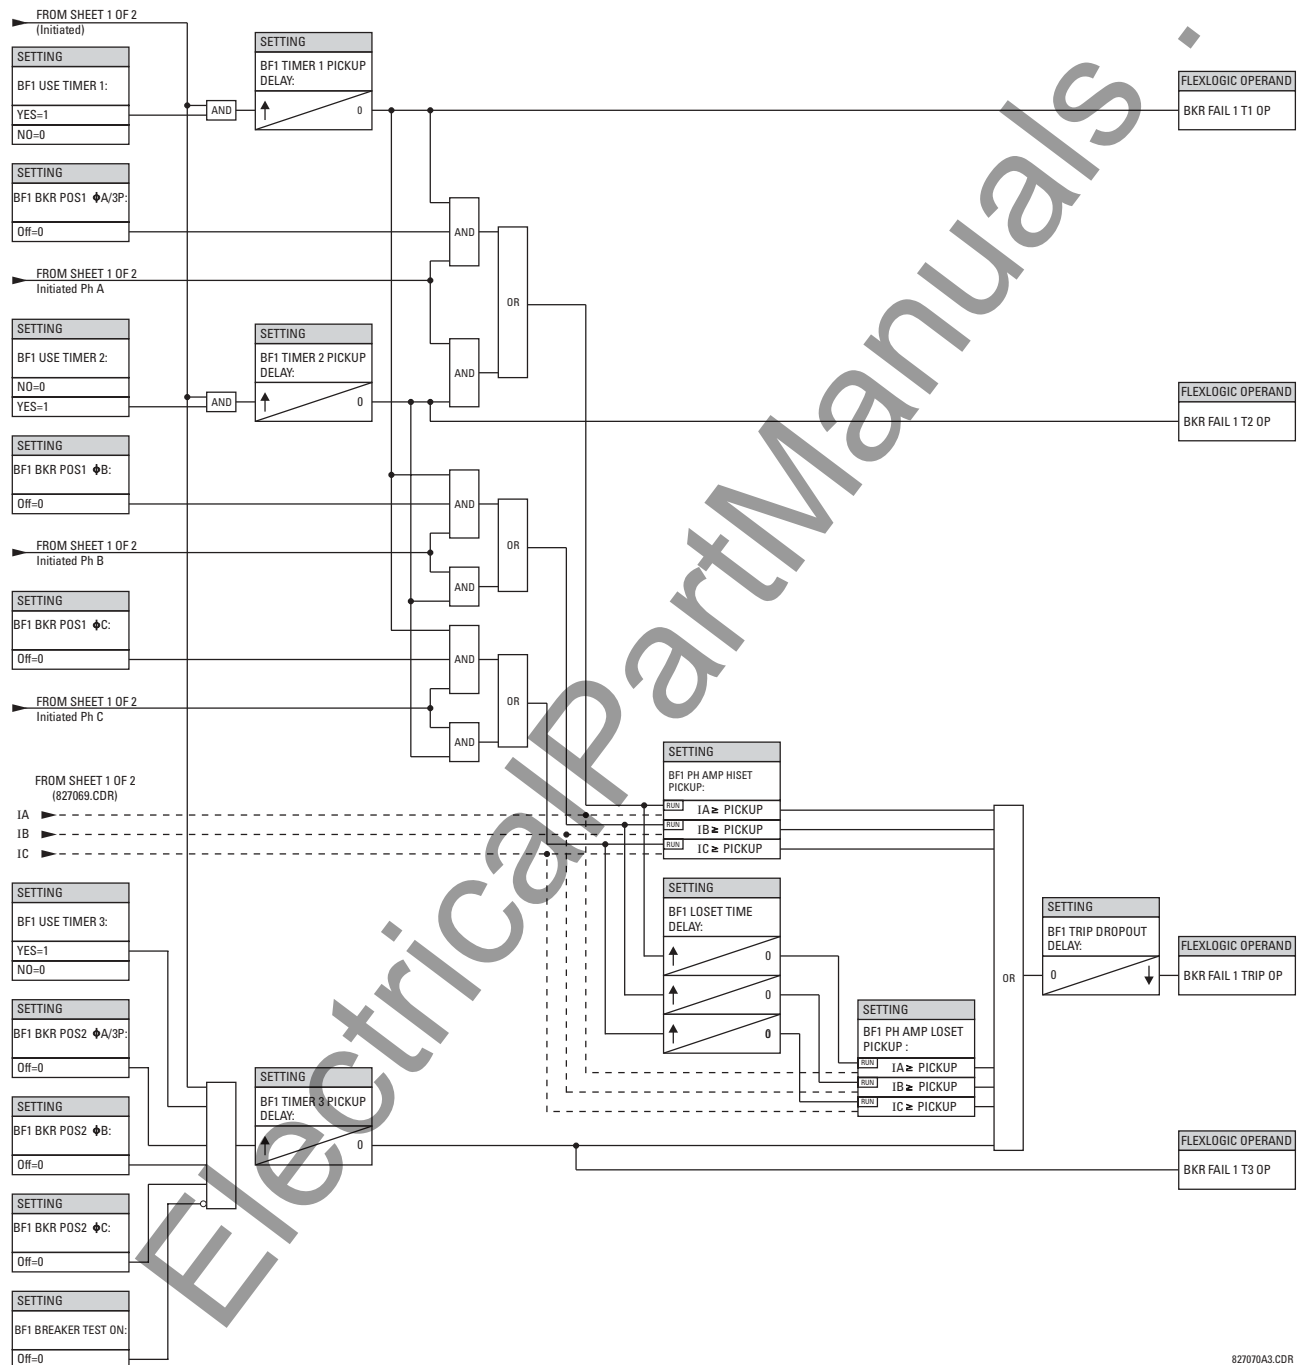 FROM SHEET 1 OF 2
(Initiated)
SETTING
BF1 USE TIMER 1:
YES=1
NO=0
AND
SETTING
BF1 TIMER 1 PICKUP
DELAY:
0
FLEXLOGIC OPERAND
BKR FAIL 1 T1 OP
SETTING
BF1 BKR POS1 ΦA/3P:
Off=0
AND
FROM SHEET 1 OF 2
Initiated Ph A
OR
SETTING
BF1 USE TIMER 2:
NO=0
YES=1
AND
SETTING
BF1 TIMER 2 PICKUP
DELAY:
0
AND
FLEXLOGIC OPERAND
BKR FAIL 1 T2 OP
SETTING
BF1 BKR POS1 ΦB:
Off=0
AND
FROM SHEET 1 OF 2
Initiated Ph B
OR
AND
SETTING
BF1 BKR POS1 ΦC:
Off=0
AND
FROM SHEET 1 OF 2
Initiated Ph C
OR
AND
FROM SHEET 1 OF 2
(827069.CDR)
IA
IB
IC
SETTING
BF1 PH AMP HISET
PICKUP:
RUN IA ≥ PICKUP
RUN IB ≥ PICKUP
RUN IC ≥ PICKUP
SETTING
BF1 LOSET TIME
DELAY:
0
0
0
SETTING
BF1 PH AMP LOSET
PICKUP :
RUN IA ≥ PICKUP
RUN IB ≥ PICKUP
RUN IC ≥ PICKUP
OR
SETTING
BF1 TRIP DROPOUT
DELAY:
0
FLEXLOGIC OPERAND
BKR FAIL 1 TRIP OP
SETTING
BF1 USE TIMER 3:
YES=1
NO=0
SETTING
BF1 BKR POS2 ΦA/3P:
Off=0
SETTING
BF1 BKR POS2 ΦB:
Off=0
SETTING
BF1 TIMER 3 PICKUP
DELAY:
0
FLEXLOGIC OPERAND
BKR FAIL 1 T3 OP
SETTING
BF1 BKR POS2 ΦC:
Off=0
SETTING
BF1 BREAKER TEST ON:
Off=0
827070A3.CDR
ElectricalPartManuals .